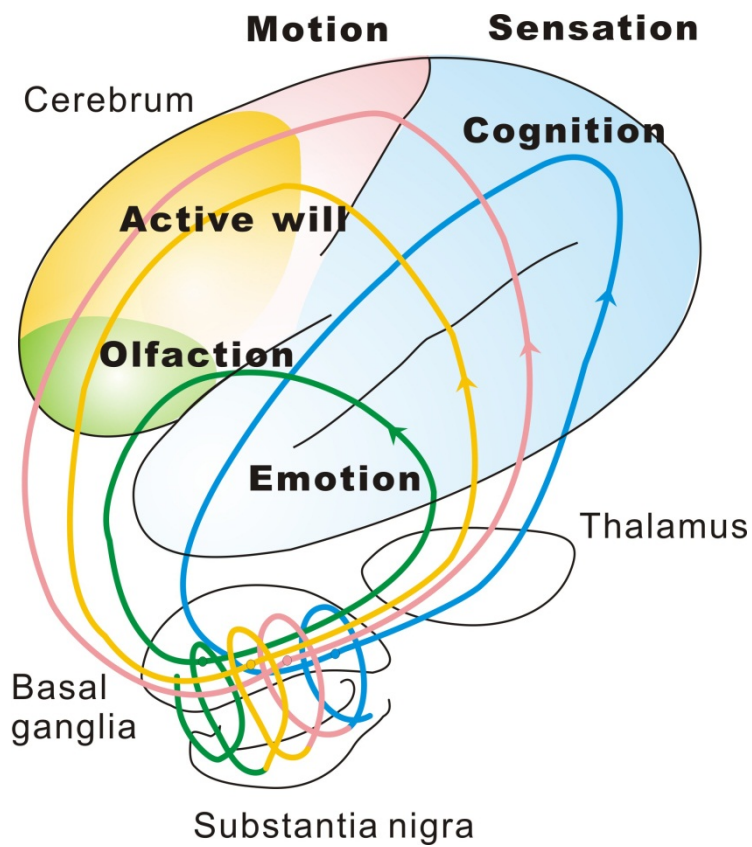 Motion
Sensation
Cerebrum
Cognition
Active will
Olfaction
Emotion
Thalamus
Basal
ganglia
Substantia nigra